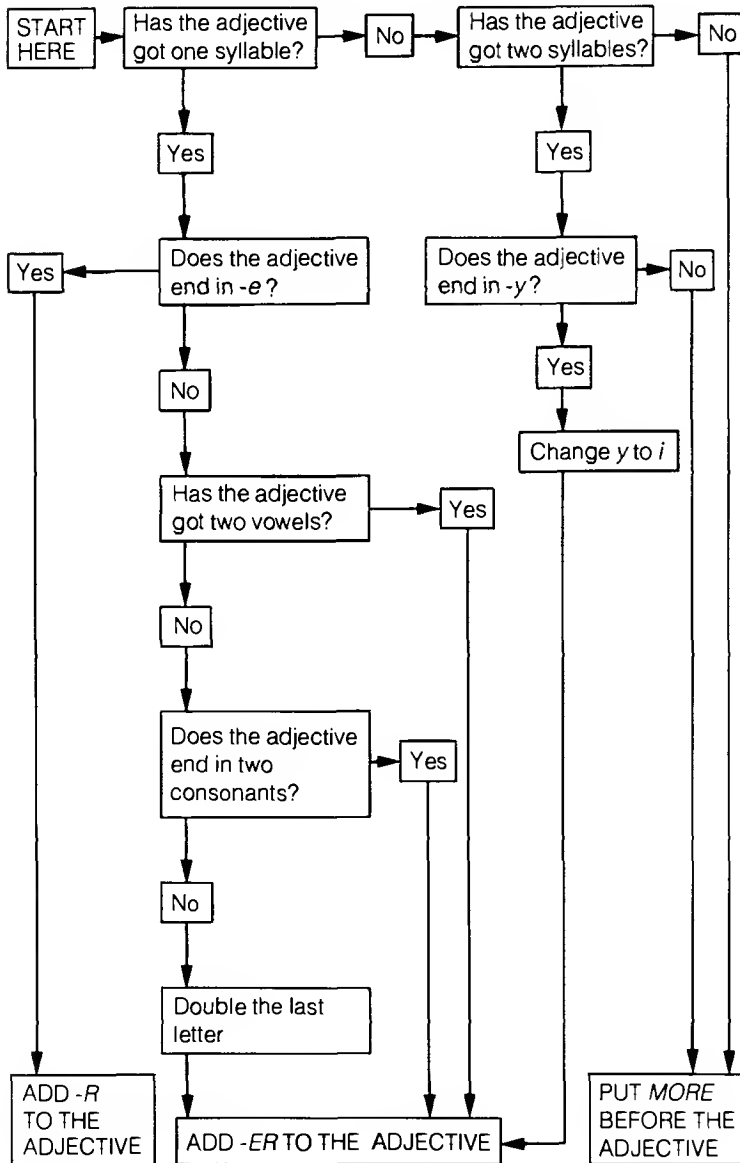 START
HERE
Has the adjective
got one syllable?
No
Has the adjective
got two syllables?
No
Yes
Yes
Yes
Does the adjective
end in -e?
Does the adjective
end in -y?
No
No
Yes
Change y to i
Has the adjective
got two vowels?
Yes
No
Does the adjective
end in two
consonants?
Yes
No
Double the last
letter
ADD -R
TO THE
ADJECTIVE
ADD -ER TO THE ADJECTIVE
PUT MORE
BEFORE THE
ADJECTIVE